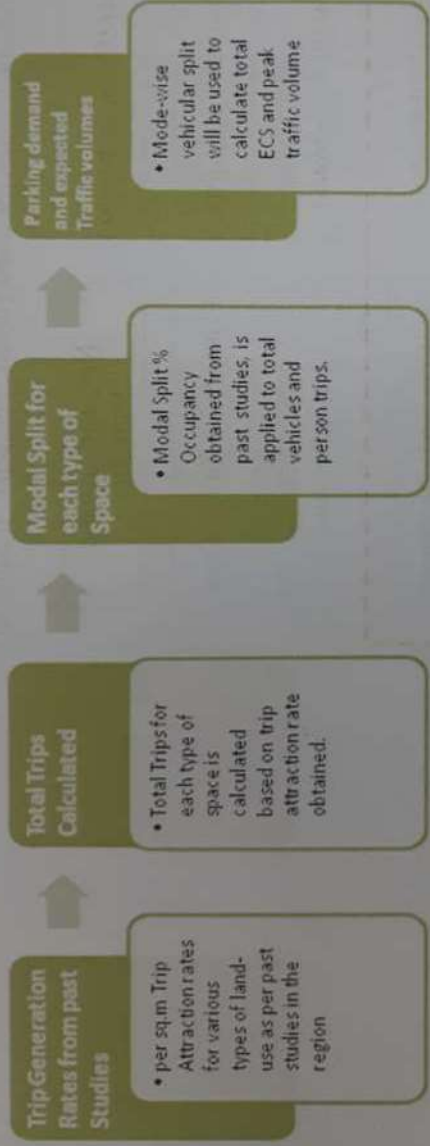 Trip Generation
Rates from past
Studies
• per sq.m Trip
Attraction rates
for various
types of land-
use as per past
studies in the
region
Total Trips
Calculated
• Total Trips for
each type of
space is
calculated
based on trip
attraction rate
obtained.
Modal Split for
each type of
Space
• Modal Split %
Occupancy
obtained from
past studies, is
applied to total
vehicles and
person trips.
Parking demand
and expected
Traffic volumes
• Mode-wise
vehicular split
will be used to
calculate total
ECS and peak
traffic volume